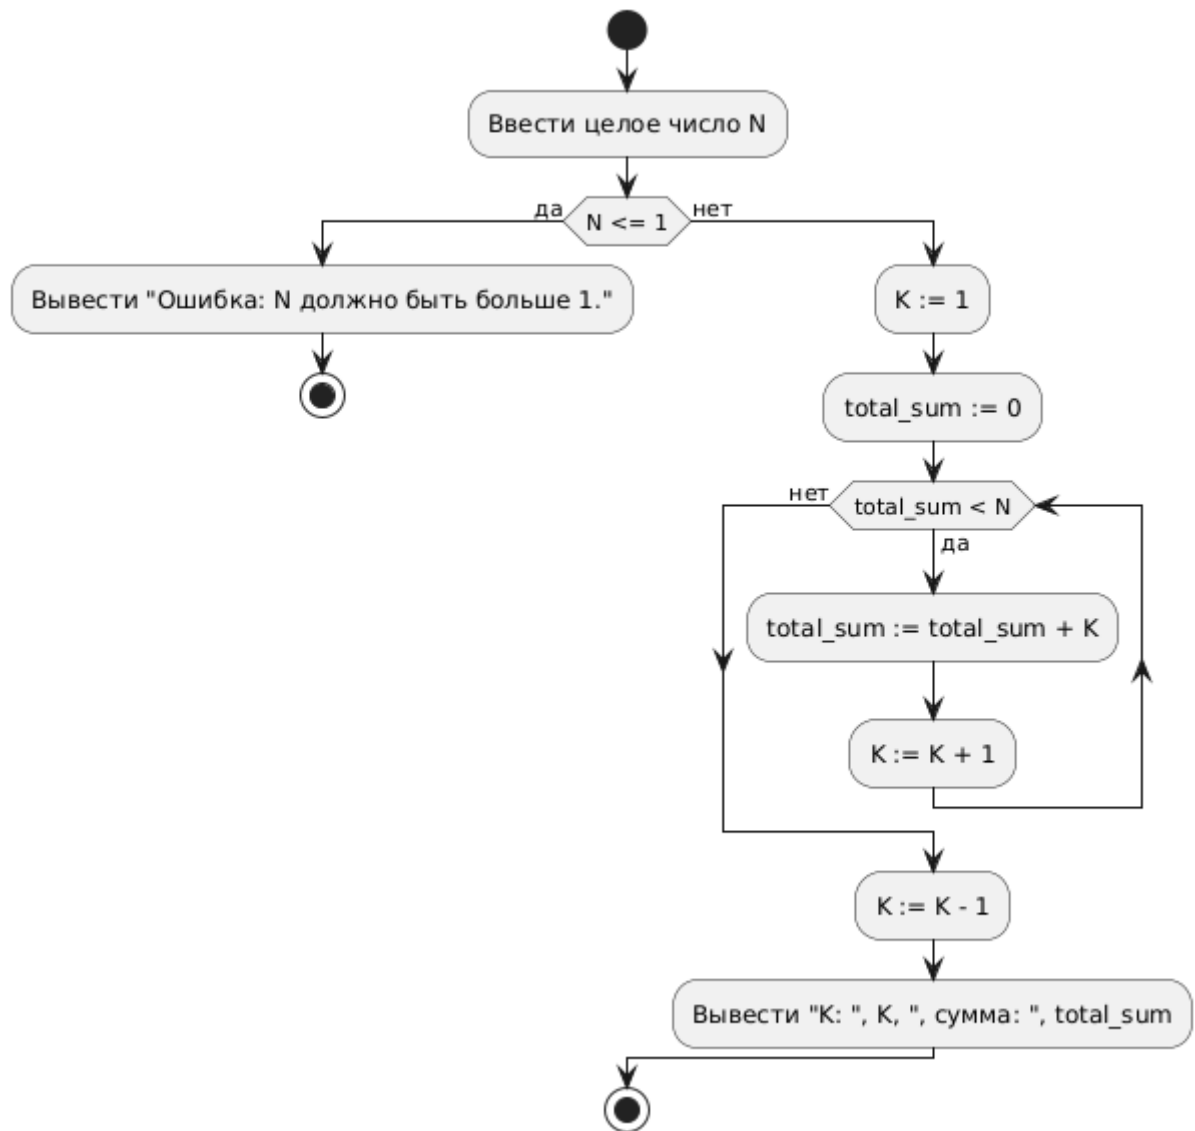 Ввести целое число N
да
N <= 1
нет
Вывести "Ошибка: N должно быть больше 1."
K := 1
total_sum := 0
нет
total_sum < N
да
total_sum := total_sum + K
K := K + 1
K := K - 1
Вывести "K: ", K, ", сумма: ", total_sum